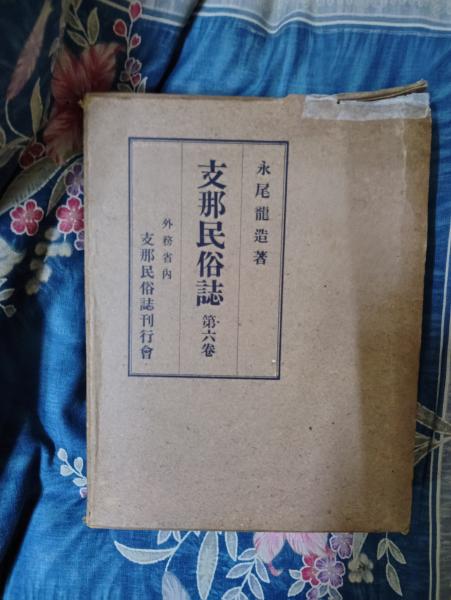 永尾龍造著
支那民俗誌 第六卷
外務省內
支那民俗誌刊行會